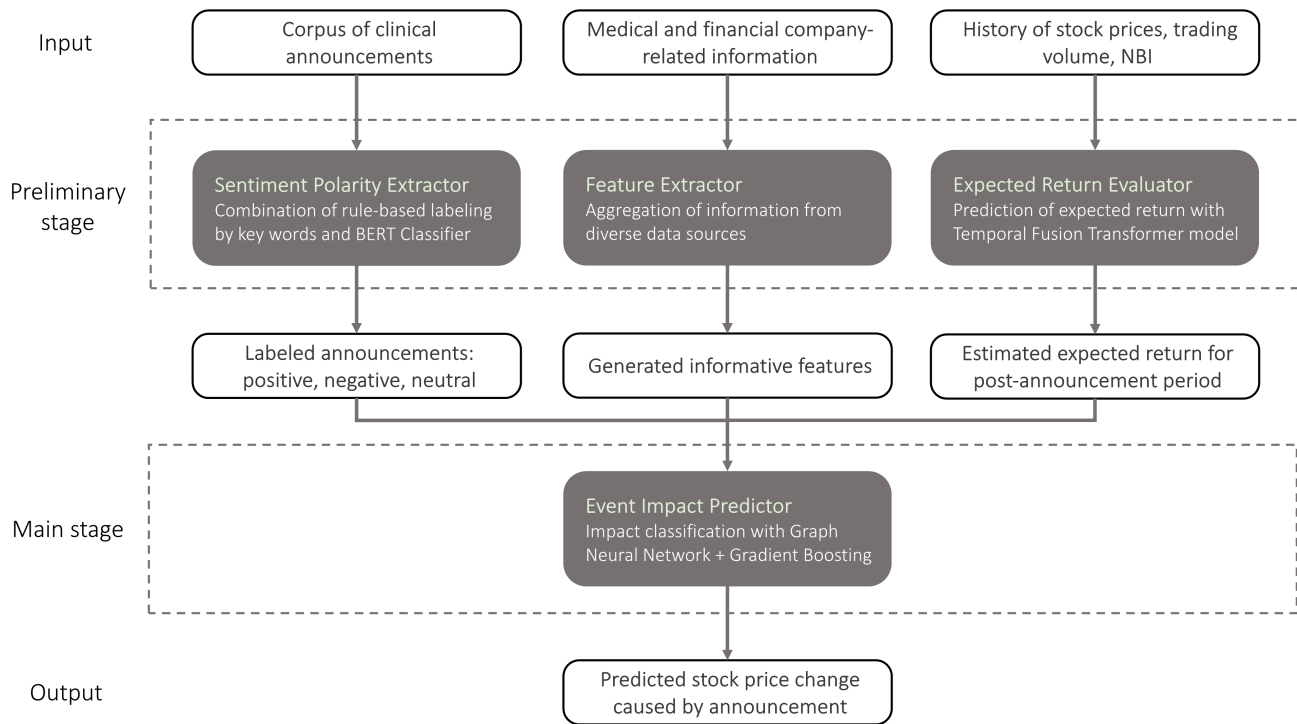 Input
Corpus of clinical
announcements
Medical and financial company-
related information
History of stock prices, trading
volume, NBI
Preliminary
stage
Sentiment Polarity Extractor
Combination of rule-based labeling
by key words and BERT Classifier
Feature Extractor
Aggregation of information from
diverse data sources
Expected Return Evaluator
Prediction of expected return with
Temporal Fusion Transformer model
Labeled announcements:
positive, negative, neutral
Generated informative features
Estimated expected return for
post-announcement period
Main stage
Event Impact Predictor
Impact classification with Graph
Neural Network + Gradient Boosting
Output
Predicted stock price change
caused by announcement